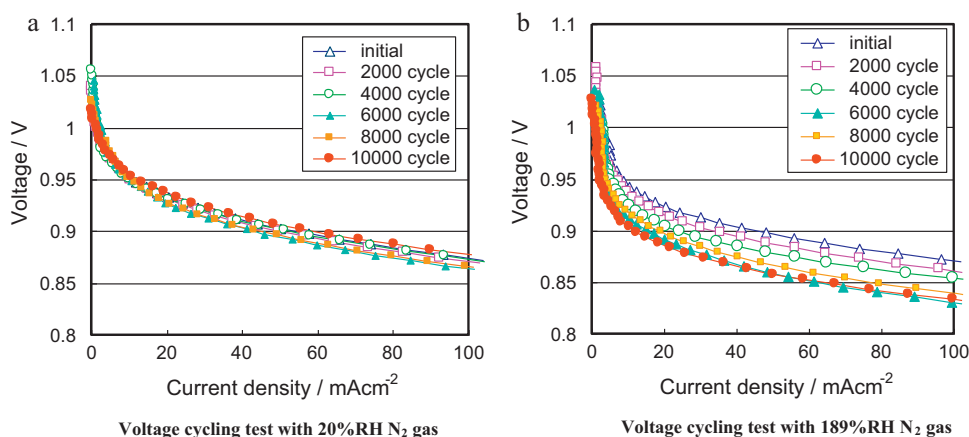 a
1.1
1.05
1
0.95
0.9
0.85
0.8
Voltage / V
initial
2000 cycle
4000 cycle
6000 cycle
8000 cycle
10000 cycle
0 20 40 60 80 100
Current density / mAcm-2
Voltage cycling test with 20%RH N2 gas
b
1.1
1.05
1
0.95
0.9
0.85
0.8
Voltage / V
initial
2000 cycle
4000 cycle
6000 cycle
8000 cycle
10000 cycle
0 20 40 60 80 100
Current density / mAcm-2
Voltage cycling test with 189%RH N2 gas